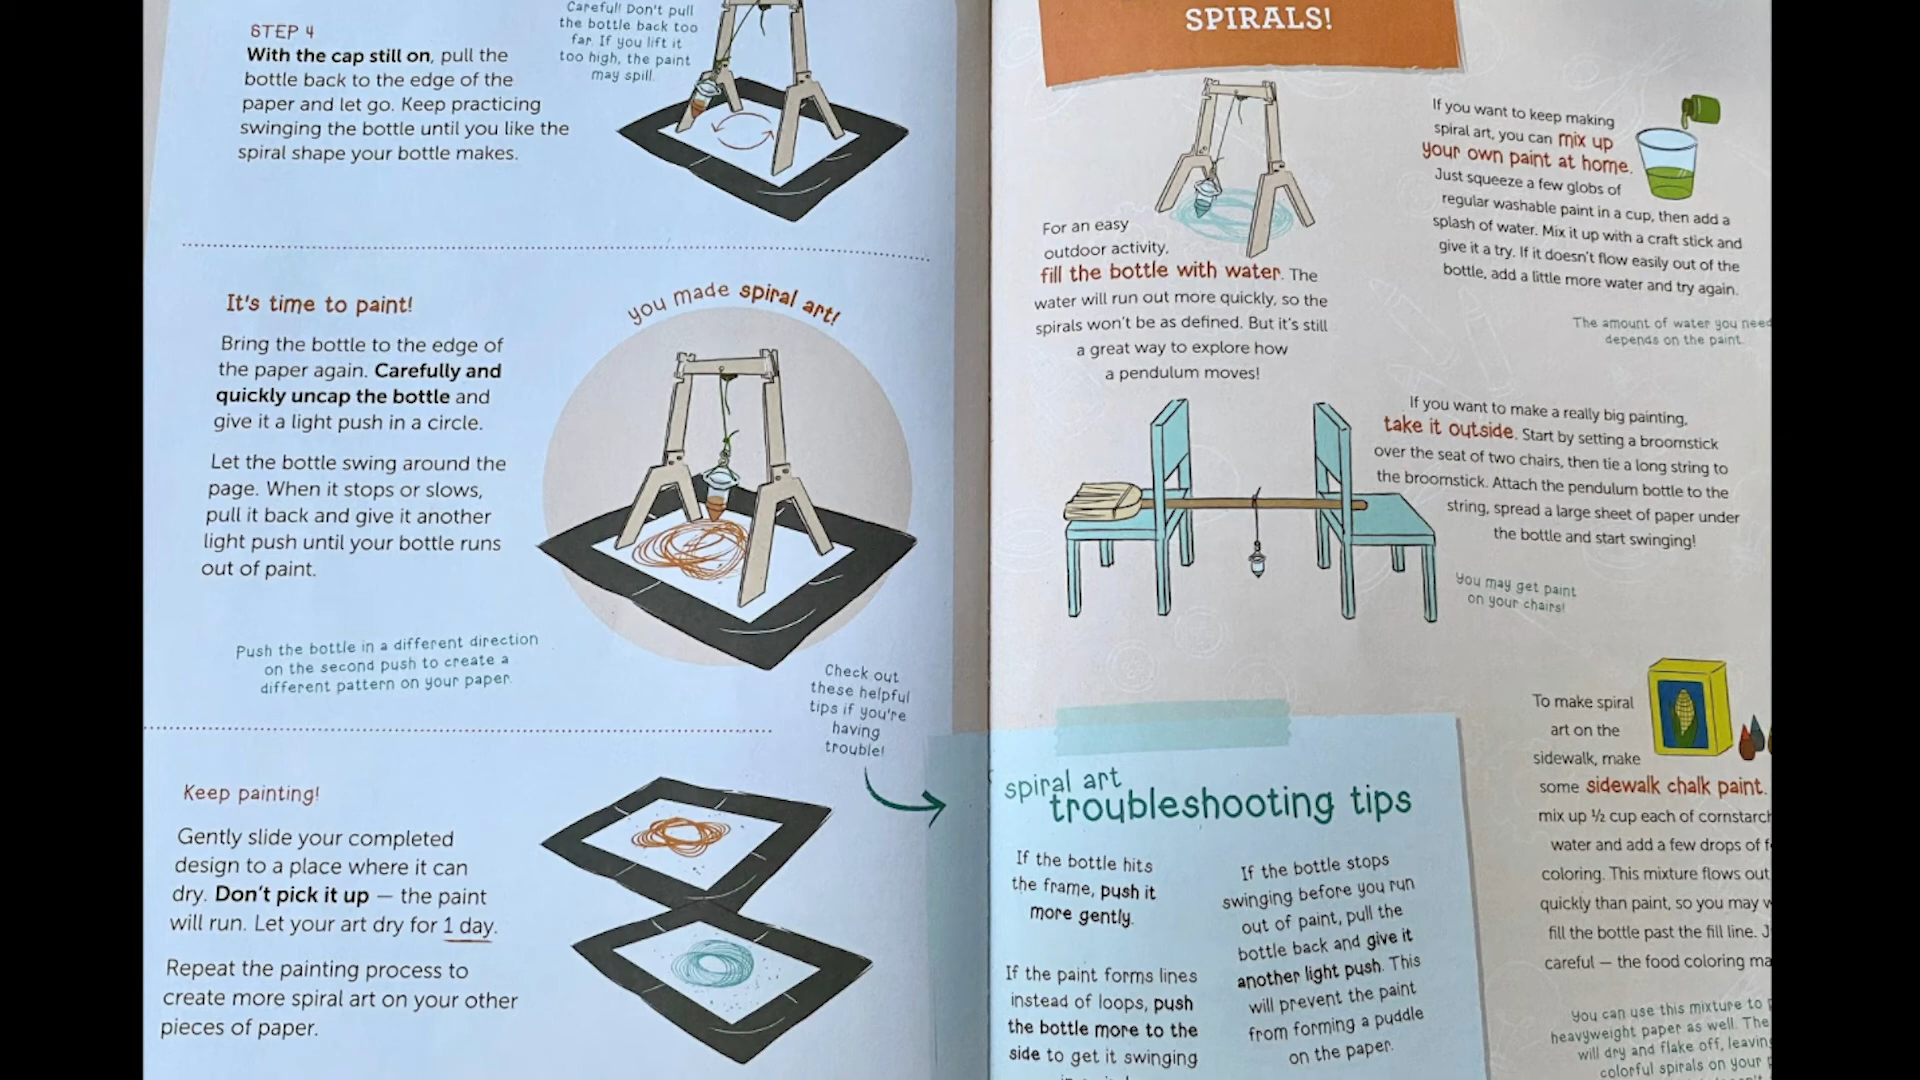 STEP 4
With the cap still on, pull the
bottle back to the edge of the
paper and let go. Keep practicing
swinging the bottle until you like the
spiral shape your bottle makes.
Careful! Don't pull
the bottle back too
far. If you lift it
too high, the paint
may spill.
It's time to paint!
Bring the bottle to the edge of
the paper again. Carefully and
quickly uncap the bottle and
give it a light push in a circle.
Let the bottle swing around the
page. When it stops or slows,
pull it back and give it another
light push until your bottle runs
out of paint.
Push the bottle in a different direction
on the second push to create a
different pattern on your paper.
you made spiral art!
Check out
these helpful
tips if you're
having
trouble!
Keep painting!
Gently slide your completed
design to a place where it can
dry. Don't pick it up — the paint
will run. Let your art dry for 1 day.
Repeat the painting process to
create more spiral art on your other
pieces of paper.
SPIRALS!
For an easy
outdoor activity,
fill the bottle with water. The
water will run out more quickly, so the
spirals won't be as defined. But it's still
a great way to explore how
a pendulum moves!
If you want to keep making
spiral art, you can mix up
your own paint at home.
Just squeeze a few globs of
regular washable paint in a cup, then add a
splash of water. Mix it up with a craft stick and
give it a try. If it doesn't flow easily out of the
bottle, add a little more water and try again.
The amount of water you need
depends on the paint.
If you want to make a really big painting,
take it outside. Start by setting a broomstick
over the seat of two chairs, then tie a long string to
the broomstick. Attach the pendulum bottle to the
string, spread a large sheet of paper under
the bottle and start swinging!
You may get paint
on your chairs!
spiral art
troubleshooting tips
If the bottle hits
the frame, push it
more gently.
If the paint forms lines
instead of loops, push
the bottle more to the
side to get it swinging
If the bottle stops
swinging before you run
out of paint, pull the
bottle back and give it
another light push. This
will prevent the paint
from forming a puddle
on the paper.
To make spiral
art on the
sidewalk, make
some sidewalk chalk paint.
mix up ½ cup each of cornstarch
water and add a few drops of
coloring. This mixture flows out
quickly than paint, so you may
fill the bottle past the fill line.
careful — the food coloring
You can use this mixture to
heavyweight paper as well. The
will dry and flake off,
colorful spirals on your